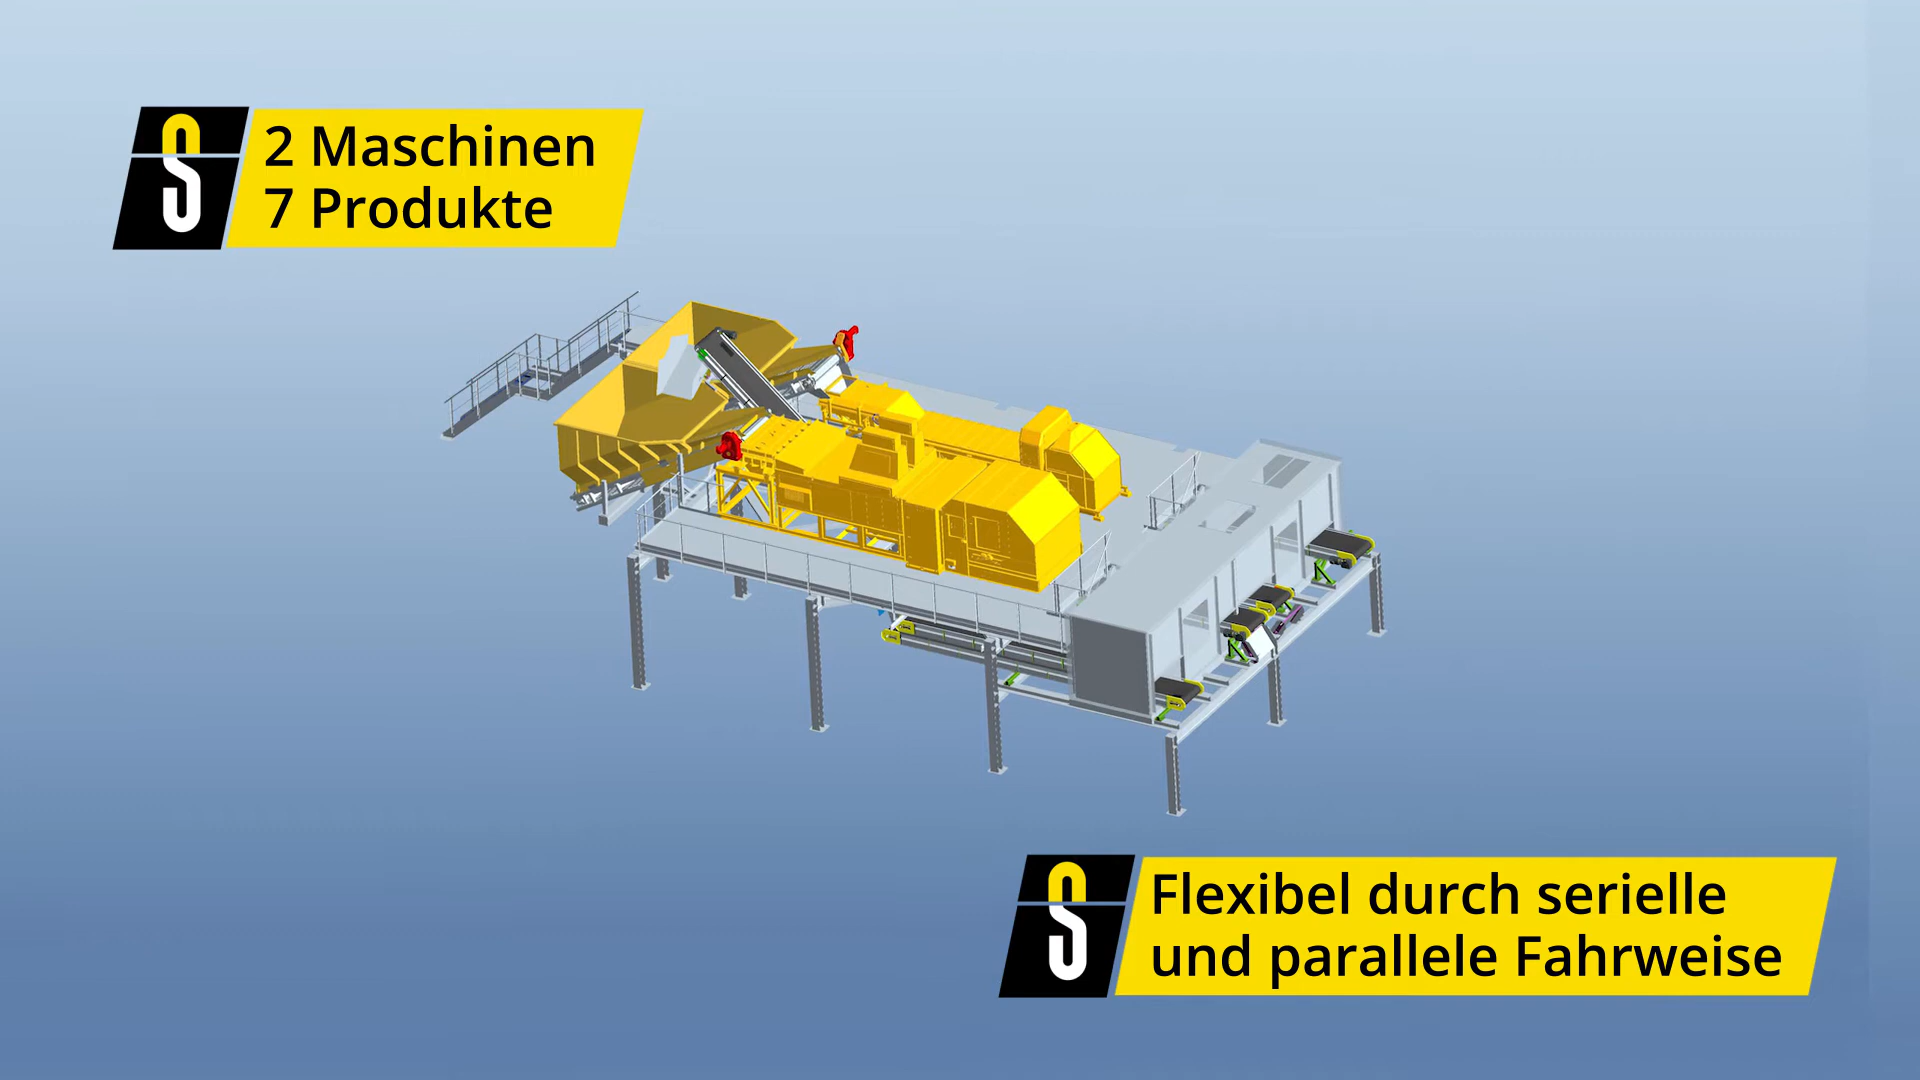 2 Maschinen
7 Produkte
Flexibel durch serielle
und parallele Fahrweise